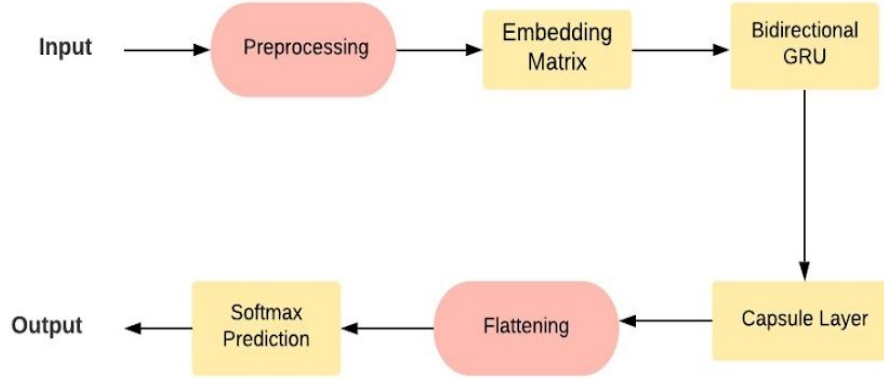 Input
Preprocessing
Embedding
Matrix
Bidirectional
GRU
Output
Softmax
Prediction
Flattening
Capsule Layer